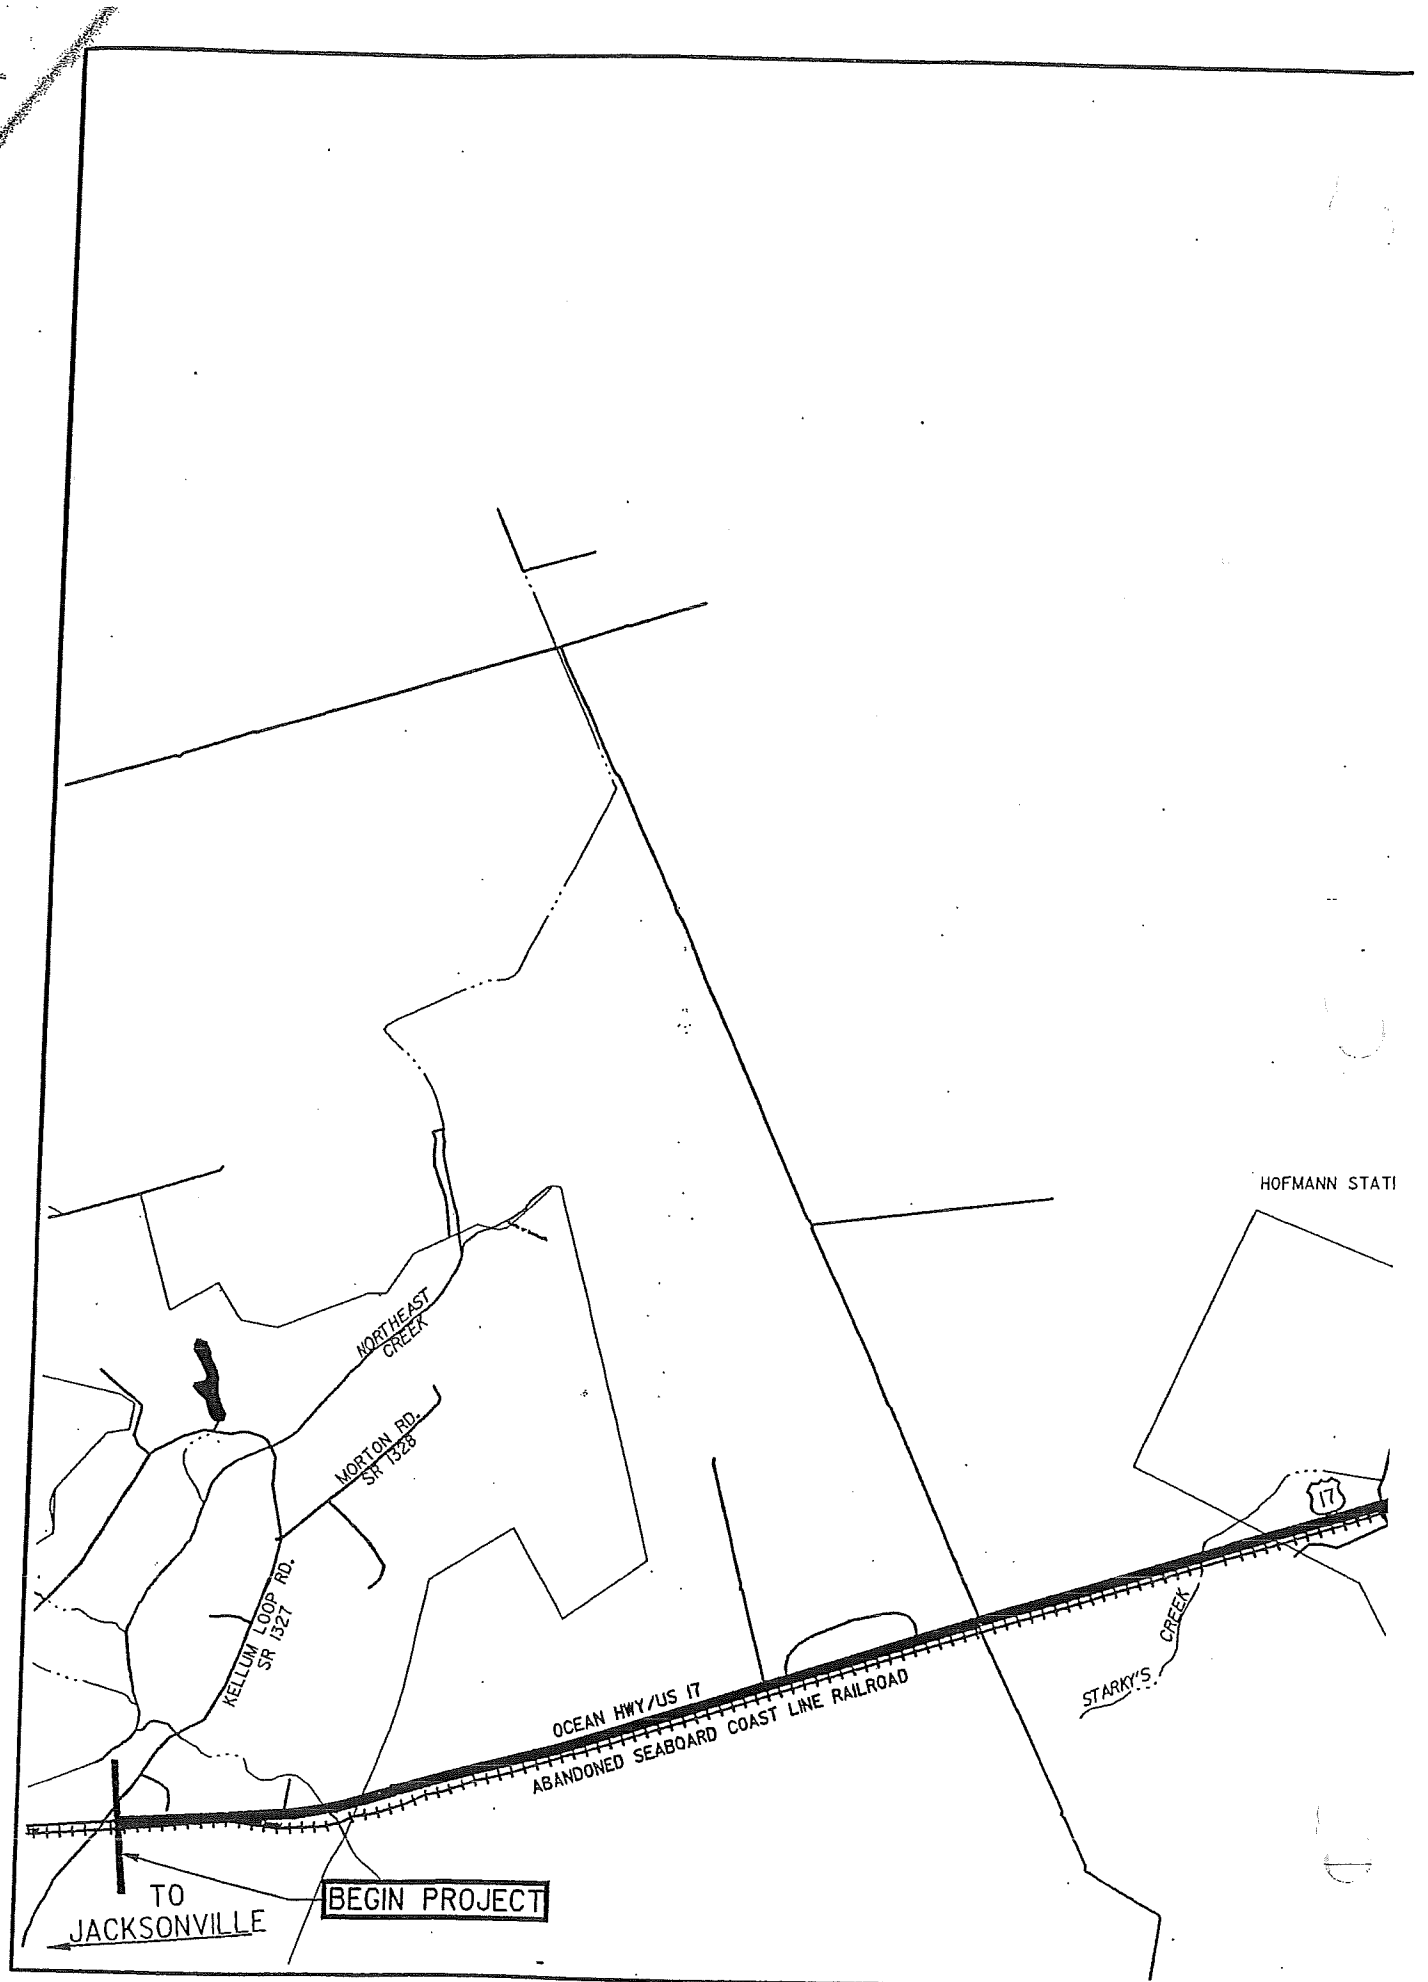 HOFMANN STATI
NORTHEAST
CREEK
MORTON RD.
SR 1328
17
KELLUM LOOP RD.
SR 1327
CREEK
STARKY'S
OCEAN HWY/US 17
ABANDONED SEABOARD COAST LINE RAILROAD
BEGIN PROJECT
TO
JACKSONVILLE